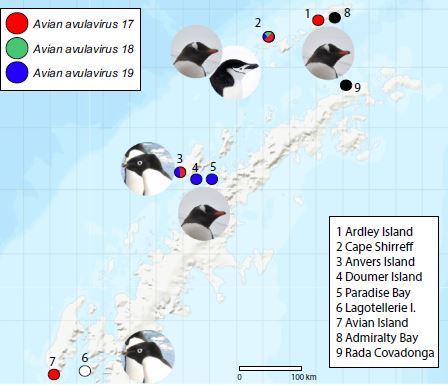 Avian avulavirus 17
Avian avulavirus 18
Avian avulavirus 19
1
8
2
9
3
4
5
1 Ardley Island
2 Cape Shirreff
3 Anvers Island
4 Doumer Island
5 Paradise Bay
6 Lagotellerie I.
7 Avian Island
8 Admiralty Bay
9 Rada Covadonga
7
6
0
100 km